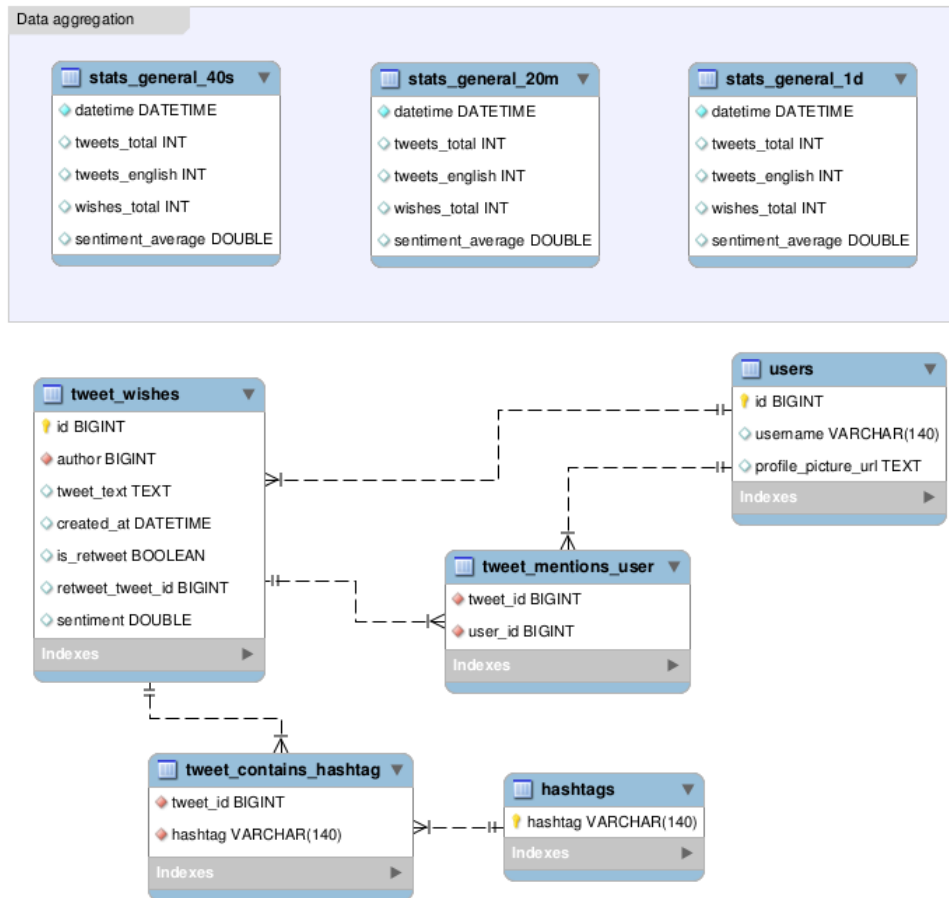 Data aggregation
stats_general_40s
datetime DATETIME
tweets_total INT
tweets_english INT
wishes_total INT
sentiment_average DOUBLE
stats_general_20m
datetime DATETIME
tweets_total INT
tweets_english INT
wishes_total INT
sentiment_average DOUBLE
stats_general_1d
datetime DATETIME
tweets_total INT
tweets_english INT
wishes_total INT
sentiment_average DOUBLE
tweet_wishes
id BIGINT
author BIGINT
tweet_text TEXT
created_at DATETIME
is_retweet BOOLEAN
retweet_tweet_id BIGINT
sentiment DOUBLE
Indexes
users
id BIGINT
username VARCHAR(140)
profile_picture_url TEXT
Indexes
tweet_mentions_user
tweet_id BIGINT
user_id BIGINT
Indexes
tweet_contains_hashtag
tweet_id BIGINT
hashtag VARCHAR(140)
Indexes
hashtags
hashtag VARCHAR(140)
Indexes